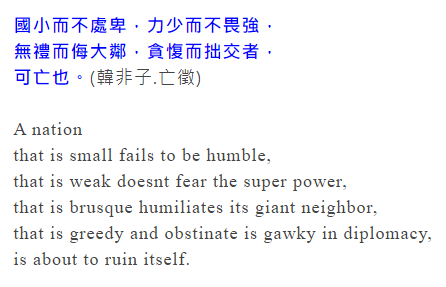 國小而不處卑，力少而不畏強，
無禮而侮大鄰，貪愎而拙交者，
可亡也。(韓非子.亡徵)
A nation
that is small fails to be humble,
that is weak doesnt fear the super power,
that is brusque humiliates its giant neighbor,
that is greedy and obstinate is gawky in diplomacy,
is about to ruin itself.